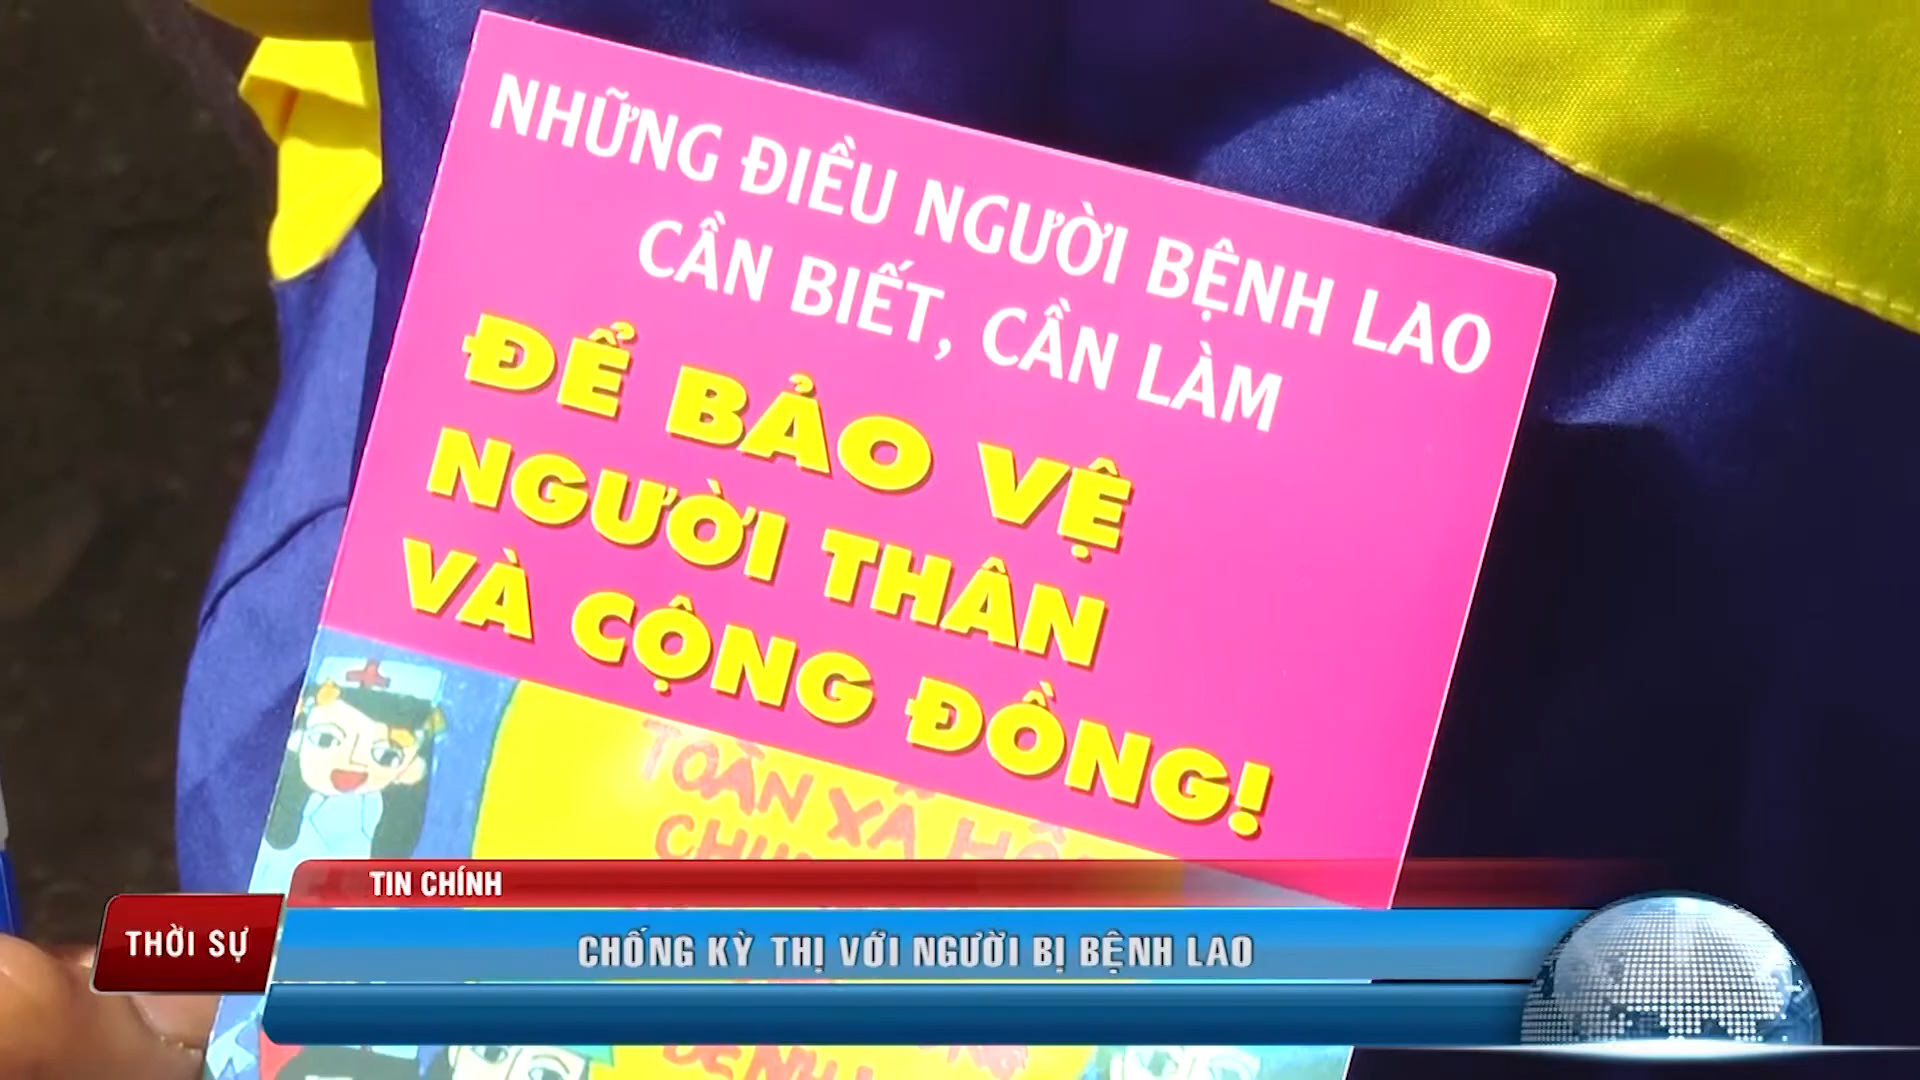 NHỮNG ĐIỀU NGƯỜI BỆNH LAO
CẦN BIẾT, CẦN LÀM
ĐỂ BẢO VỆ
NGƯỜI THÂN
VÀ CỘNG ĐỒNG!
TOÀN XÃ
TIN CHÍNH
THỜI SỰ
CHỐNG KỲ THỊ VỚI NGƯỜI BỊ BỆNH LAO